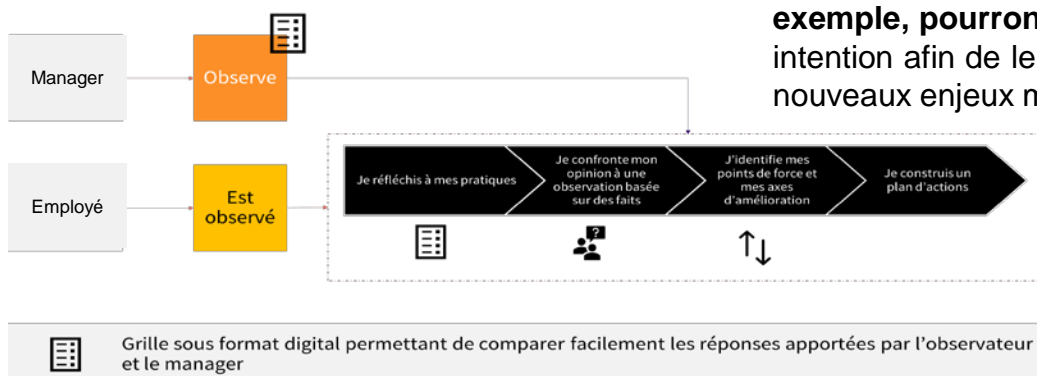 exemple, pourron
intention afin de le
nouveaux enjeux m
Manager
Observe
Je réfléchis à mes pratiques
Je confronte mon
opinion à une
observation basée
sur des faits
J'identifie mes
points de force et
mes axes
d'amélioration
Je construis un
plan d'actions
Employé
Est
observé
?
Grille sous format digital permettant de comparer facilement les réponses apportées par l'observateur
et le manager